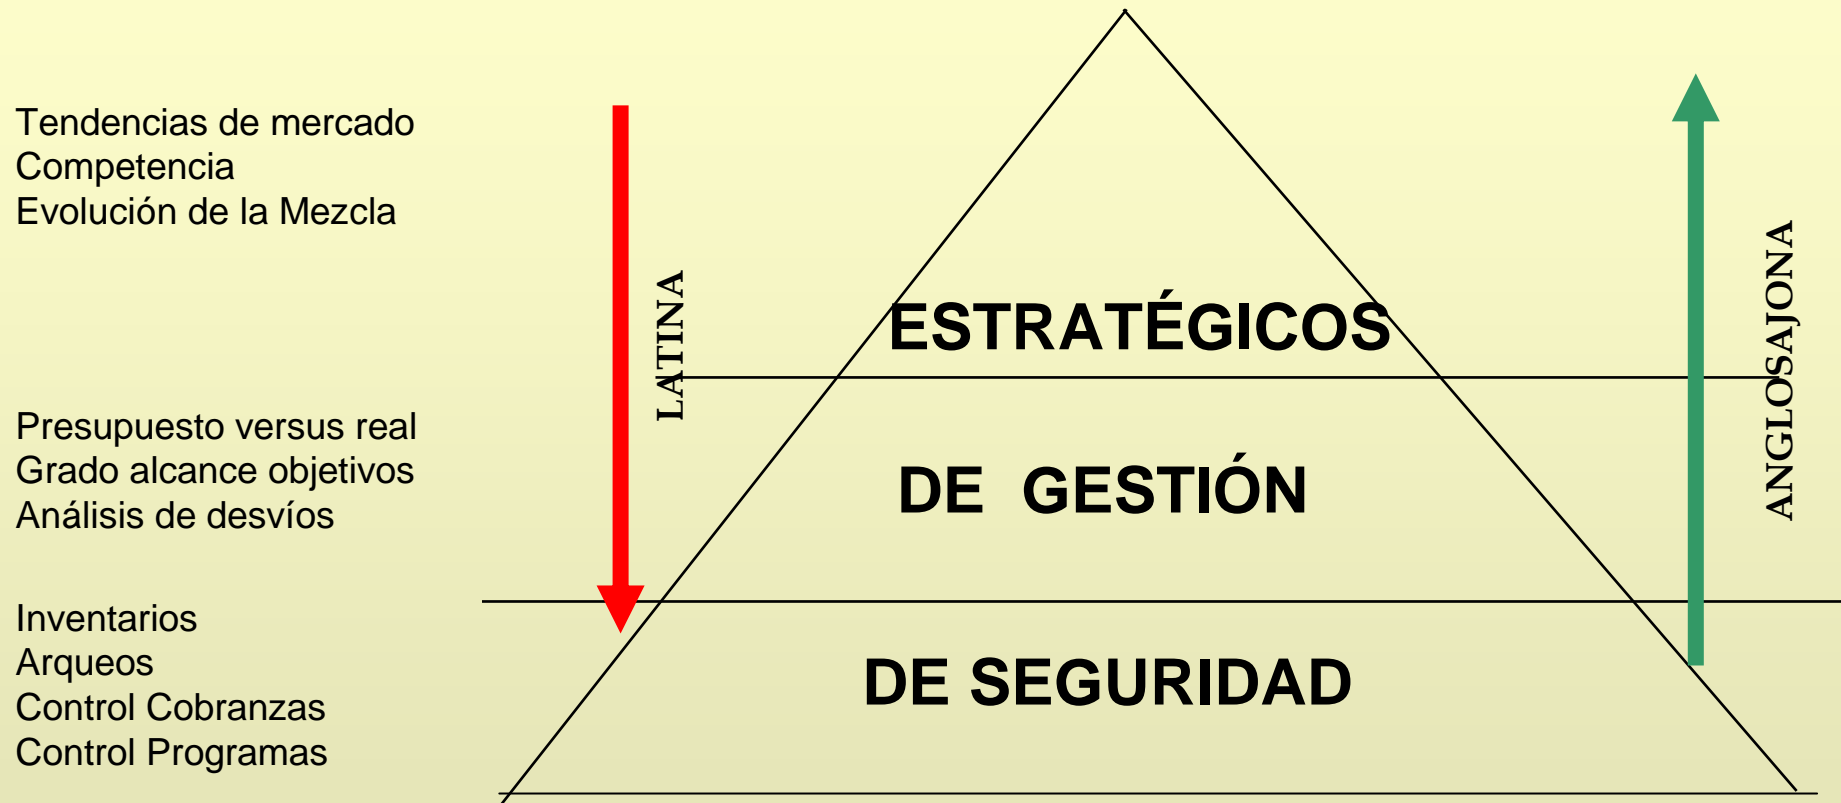 Tendencias de mercado
Competencia
Evolución de la Mezcla
LATINA
ANGLOSAJONA
ESTRATÉGICOS
Presupuesto versus real
Grado alcance objetivos
Análisis de desvíos
DE GESTIÓN
Inventarios
Arqueos
Control Cobranzas
Control Programas
DE SEGURIDAD